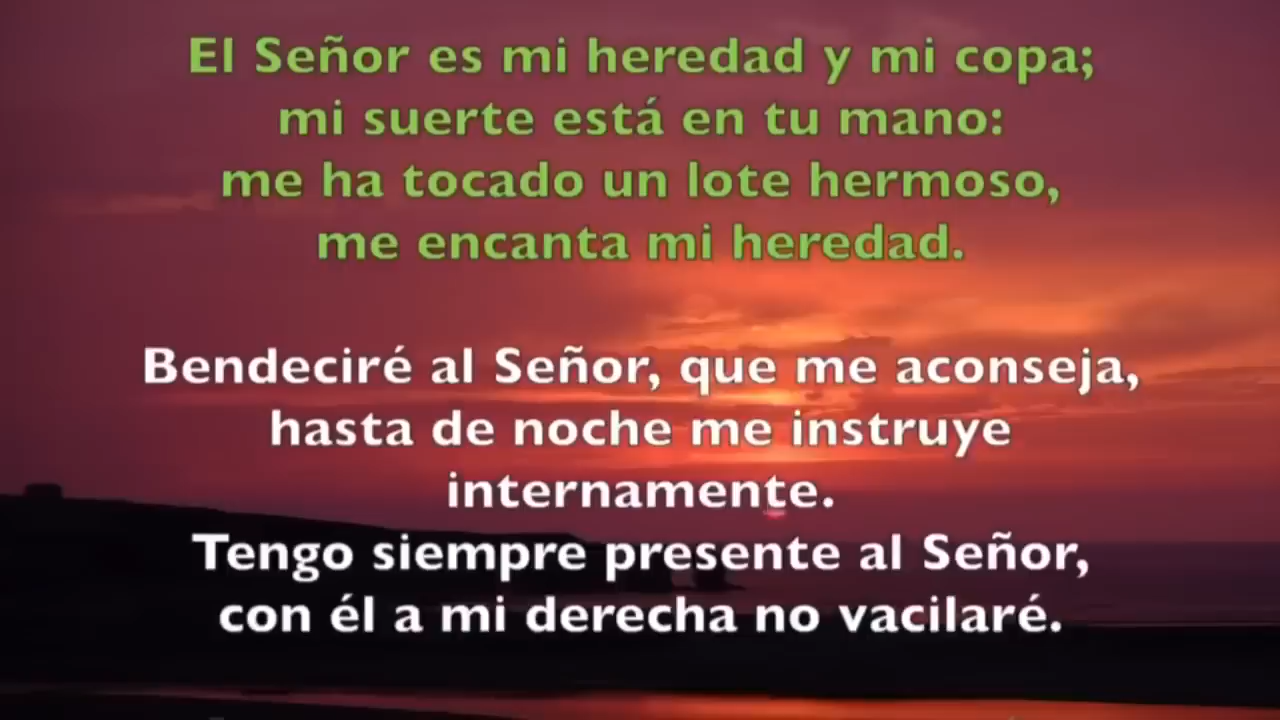 El Señor es mi heredad y mi copa;
mi suerte está en tu mano:
me ha tocado un lote hermoso,
me encanta mi heredad.
Bendeciré al Señor, que me aconseja,
hasta de noche me instruye
internamente.
Tengo siempre presente al Señor,
con él a mi derecha no vacilaré.